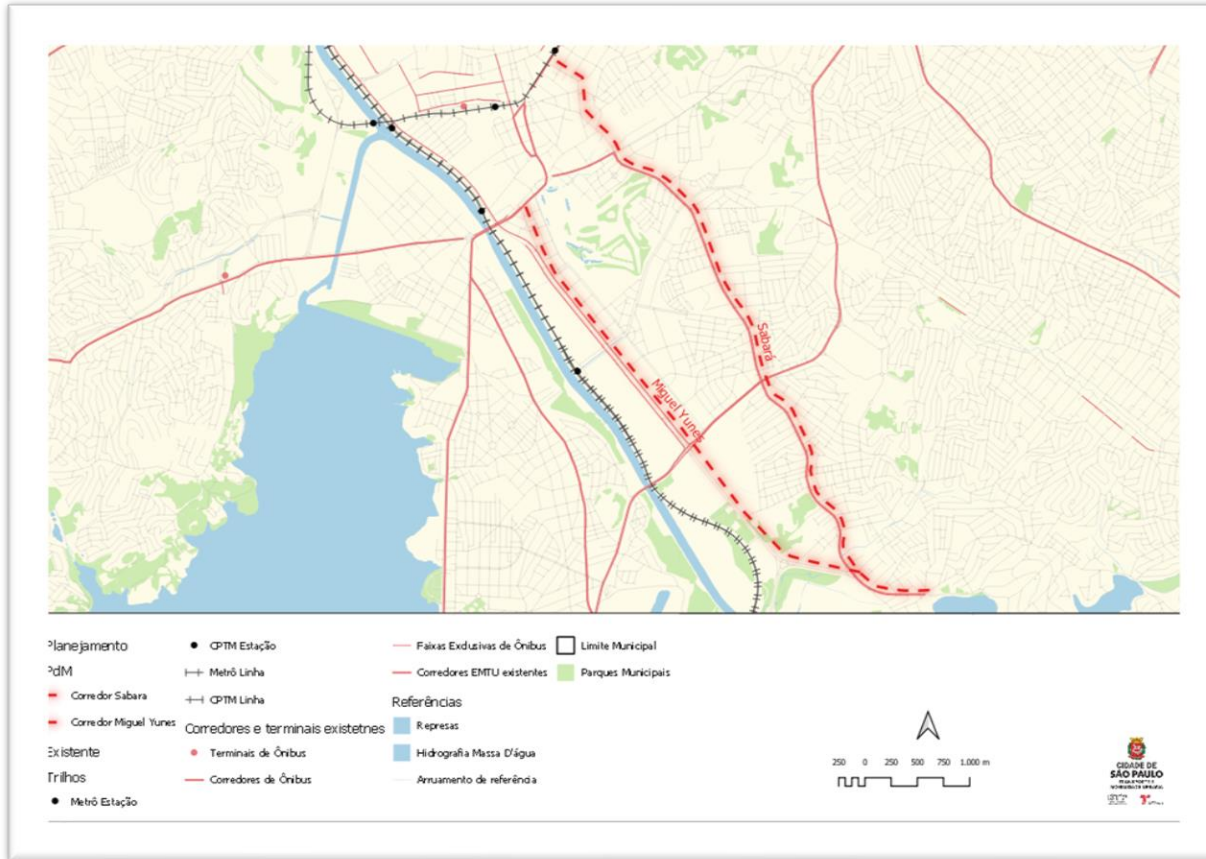 Sabará
Miguel Yunes
Planejamento
PdM
Corredor Sabara
Corredor Miguel Yunes
Existente
Trilhos
Metrô Estação
CPTM Estação
Metrô Linha
CPTM Linha
Corredores e terminais existetnes
Terminais de Ônibus
Corredores de Ônibus
Faixas Exclusivas de Ônibus
Corredores EMTU existentes
Referências
Represas
Hidrografia Massa D'água
Arruamento de referência
Limite Municipal
Parques Municipais
250 0 250 500 750 1.000 m
CIDADE DE
SÃO PAULO
TRANSPORTE E
MOBILIDADE URBANA